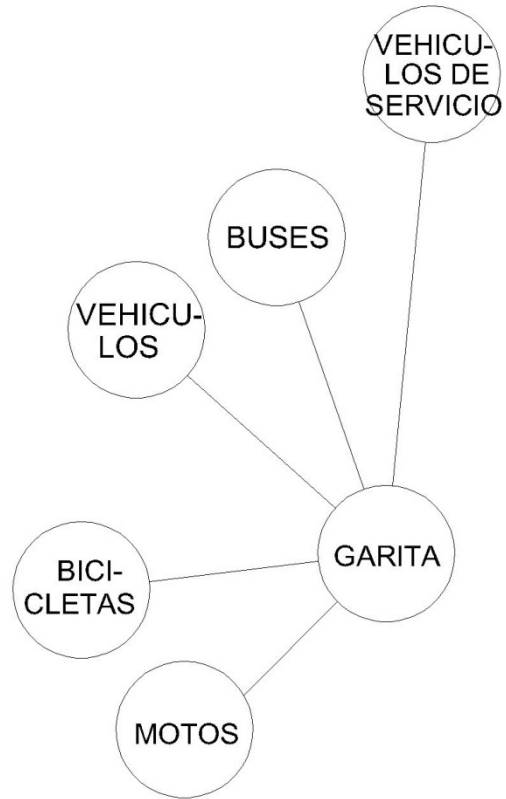 VEHICU-
LOS DE
SERVICIO
BUSES
VEHICU-
LOS
GARITA
BICI-
CLETAS
MOTOS